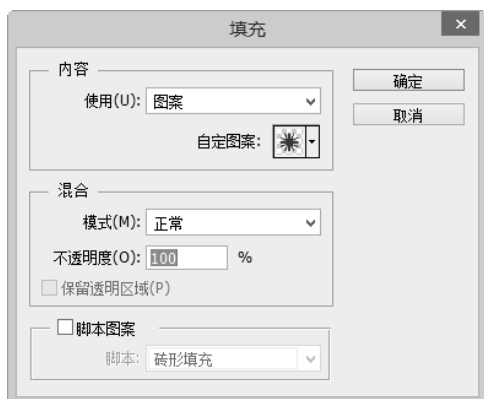 填充
内容
使用(U): 图案
自定图案:
确定
取消
混合
模式(M): 正常
不透明度(O): 100 %
保留透明区域(P)
脚本图案
脚本: 砖形填充